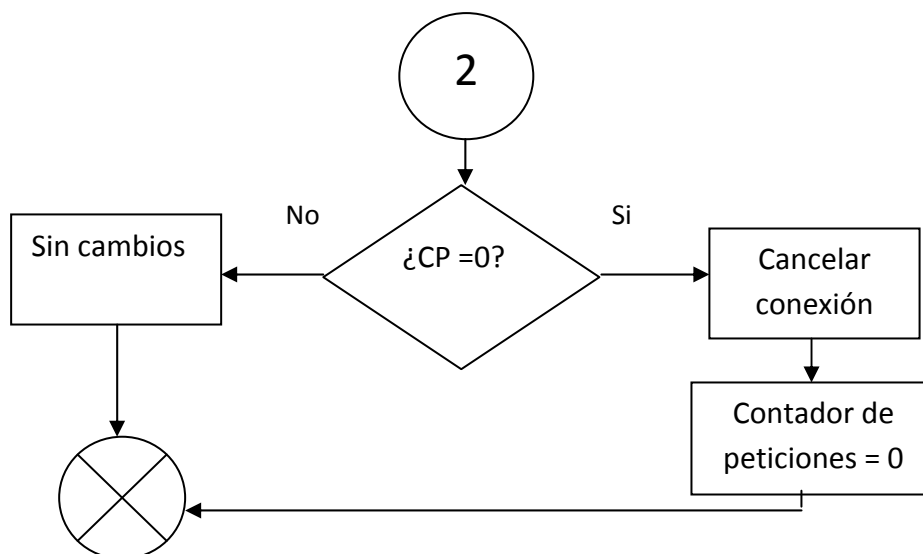 2
No
Si
Sin cambios
¿CP =0?
Cancelar
conexión
Contador de
peticiones = 0